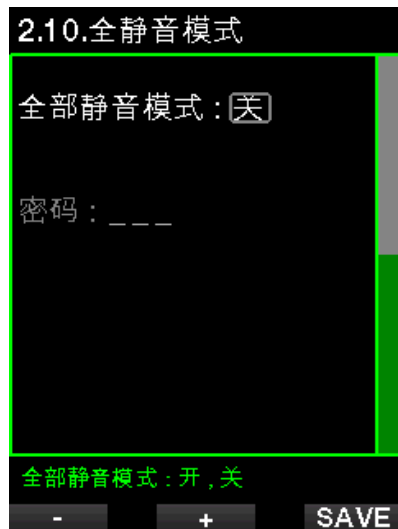 2.10.全静音模式
全部静音模式 : 关
密码 : _ _ _
全部静音模式 : 开 , 关
- + SAVE